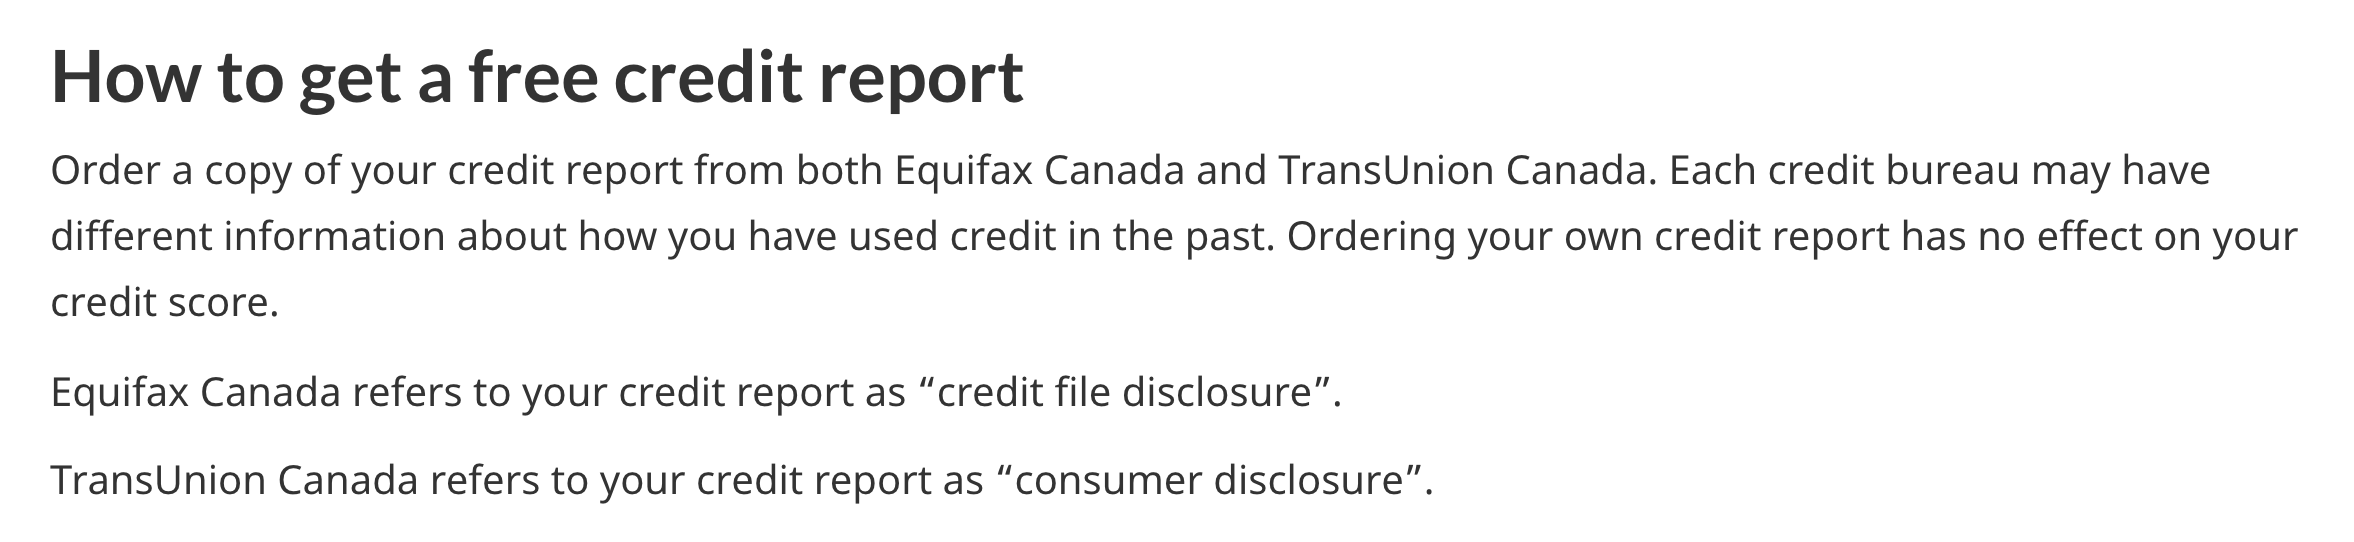 How to get a free credit report
Order a copy of your credit report from both Equifax Canada and TransUnion Canada. Each credit bureau may have
different information about how you have used credit in the past. Ordering your own credit report has no effect on your
credit score.
Equifax Canada refers to your credit report as “credit file disclosure”.
TransUnion Canada refers to your credit report as “consumer disclosure”.